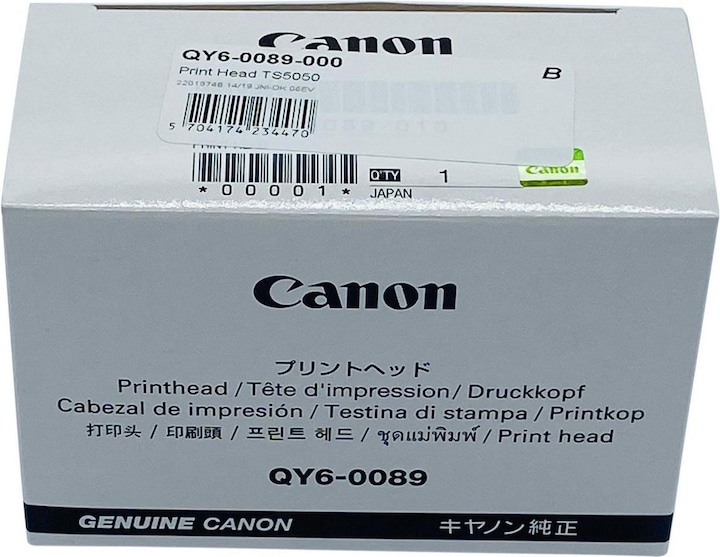 Canon
QY6-0089-000
Print Head TS5050
B
5 704174 234470
*00001*
Q'TY 1
JAPAN
Canon
Canon
プリントヘッド
Printhead / Tête d'impression / Druckkopf
Cabezal de impresión / Testina di stampa / Printkop
打印头 / 印刷頭 / 프린트 헤드 / ชุดแม่พิมพ์ / Print head
QY6-0089
GENUINE CANON
キヤノン純正